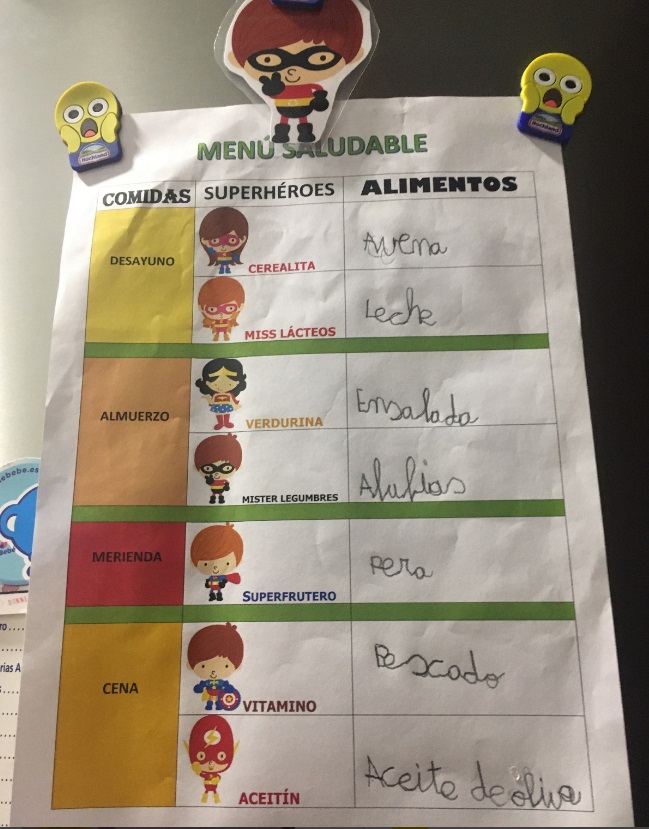 MENÚ SALUDABLE
COMIDAS SUPERHÉROES ALIMENTOS
DESAYUNO
CEREALITA
Avena
MISS LÁCTEOS
Leche
ALMUERZO
VERDURINA
Ensalada
MISTER LEGUMBRES
Alubias
MERIENDA
SUPERFRUTERO
pera
CENA
VITAMINO
Pescado
ACEITÍN
Aceite de oliva